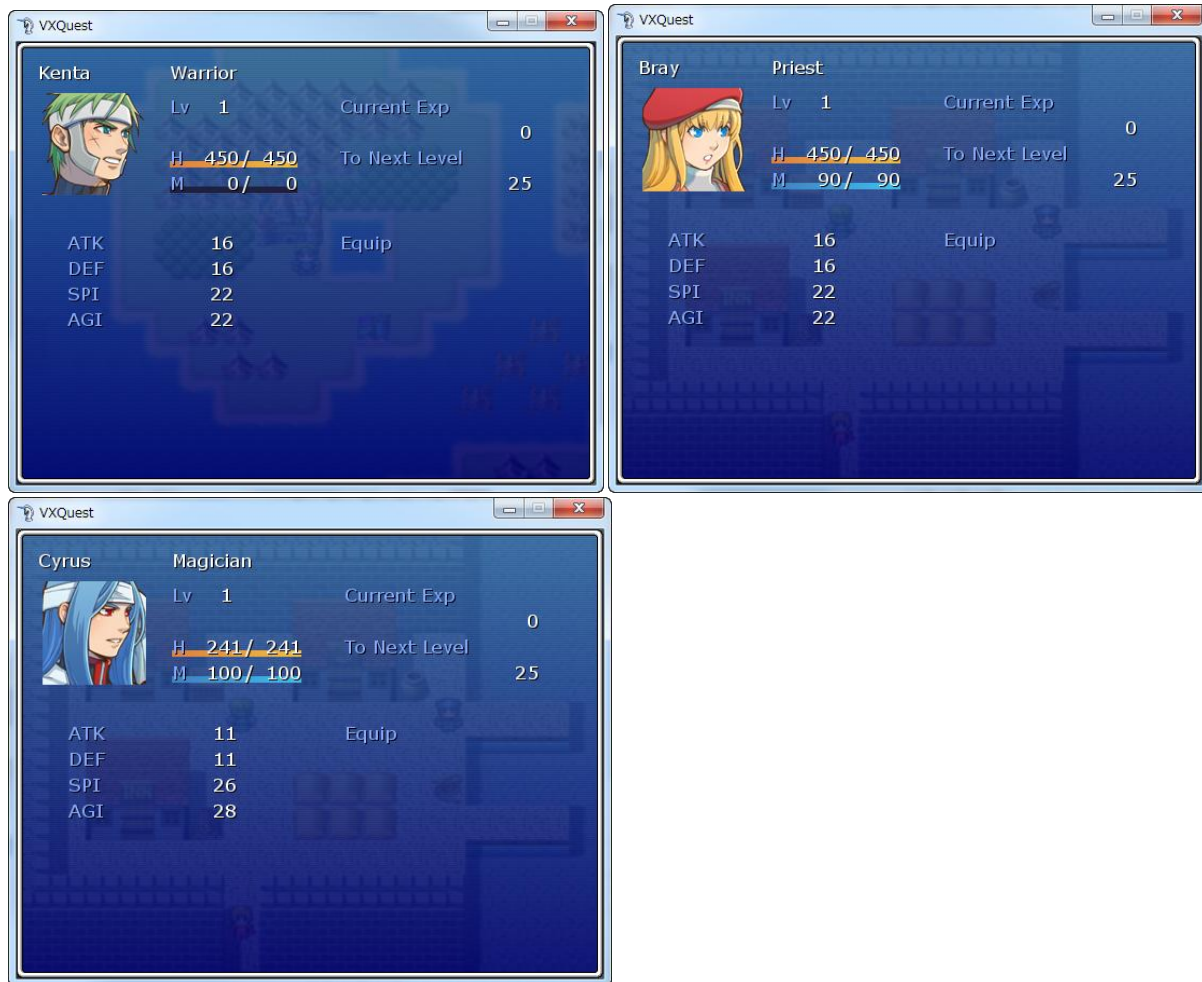 VXQuest
Kenta Warrior
Lv 1 Current Exp
0
H 450/ 450 To Next Level
M 0/ 0 25
ATK 16 Equip
DEF 16
SPI 22
AGI 22
VXQuest
Bray Priest
Lv 1 Current Exp
0
H 450/ 450 To Next Level
M 90/ 90 25
ATK 16 Equip
DEF 16
SPI 22
AGI 22
INN
VXQuest
Cyrus Magician
Lv 1 Current Exp
0
H 241/ 241 To Next Level
M 100/ 100 25
ATK 11 Equip
DEF 11
SPI 26
AGI 28
INN